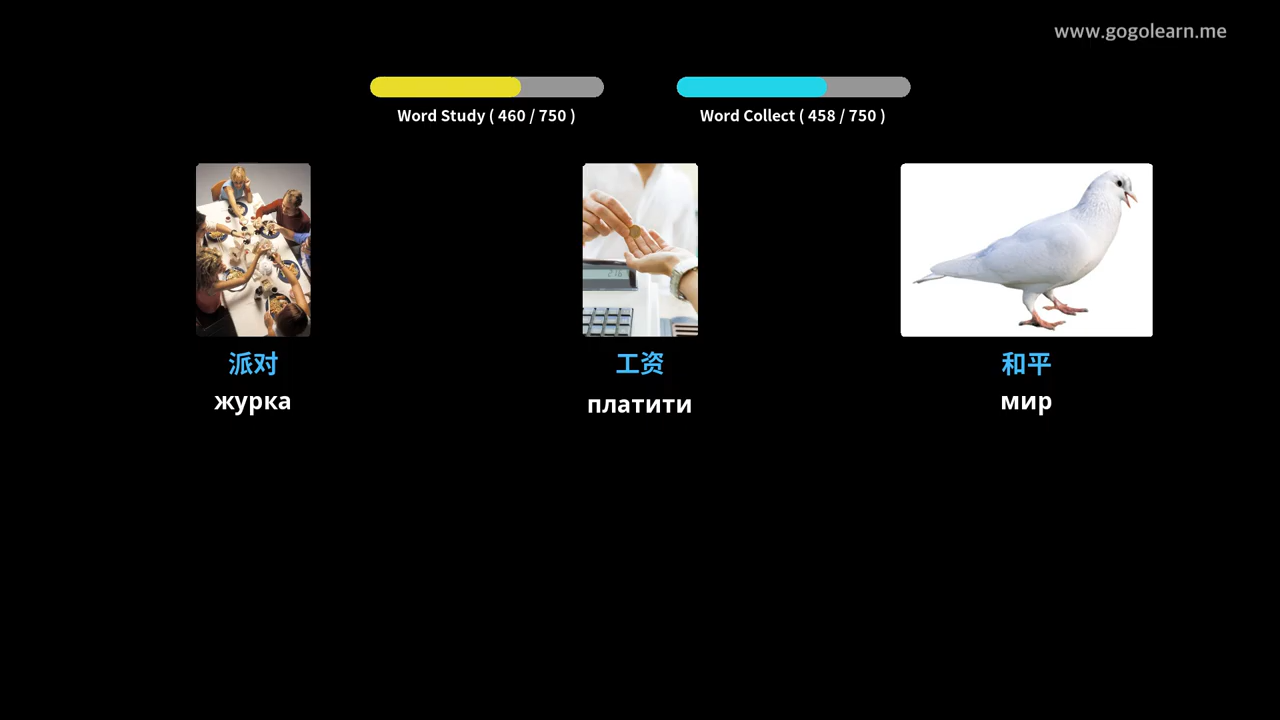 www.gogolearn.me
Word Study ( 460 / 750 )
Word Collect ( 458 / 750 )
派对
工资
和平
журка
платити
мир